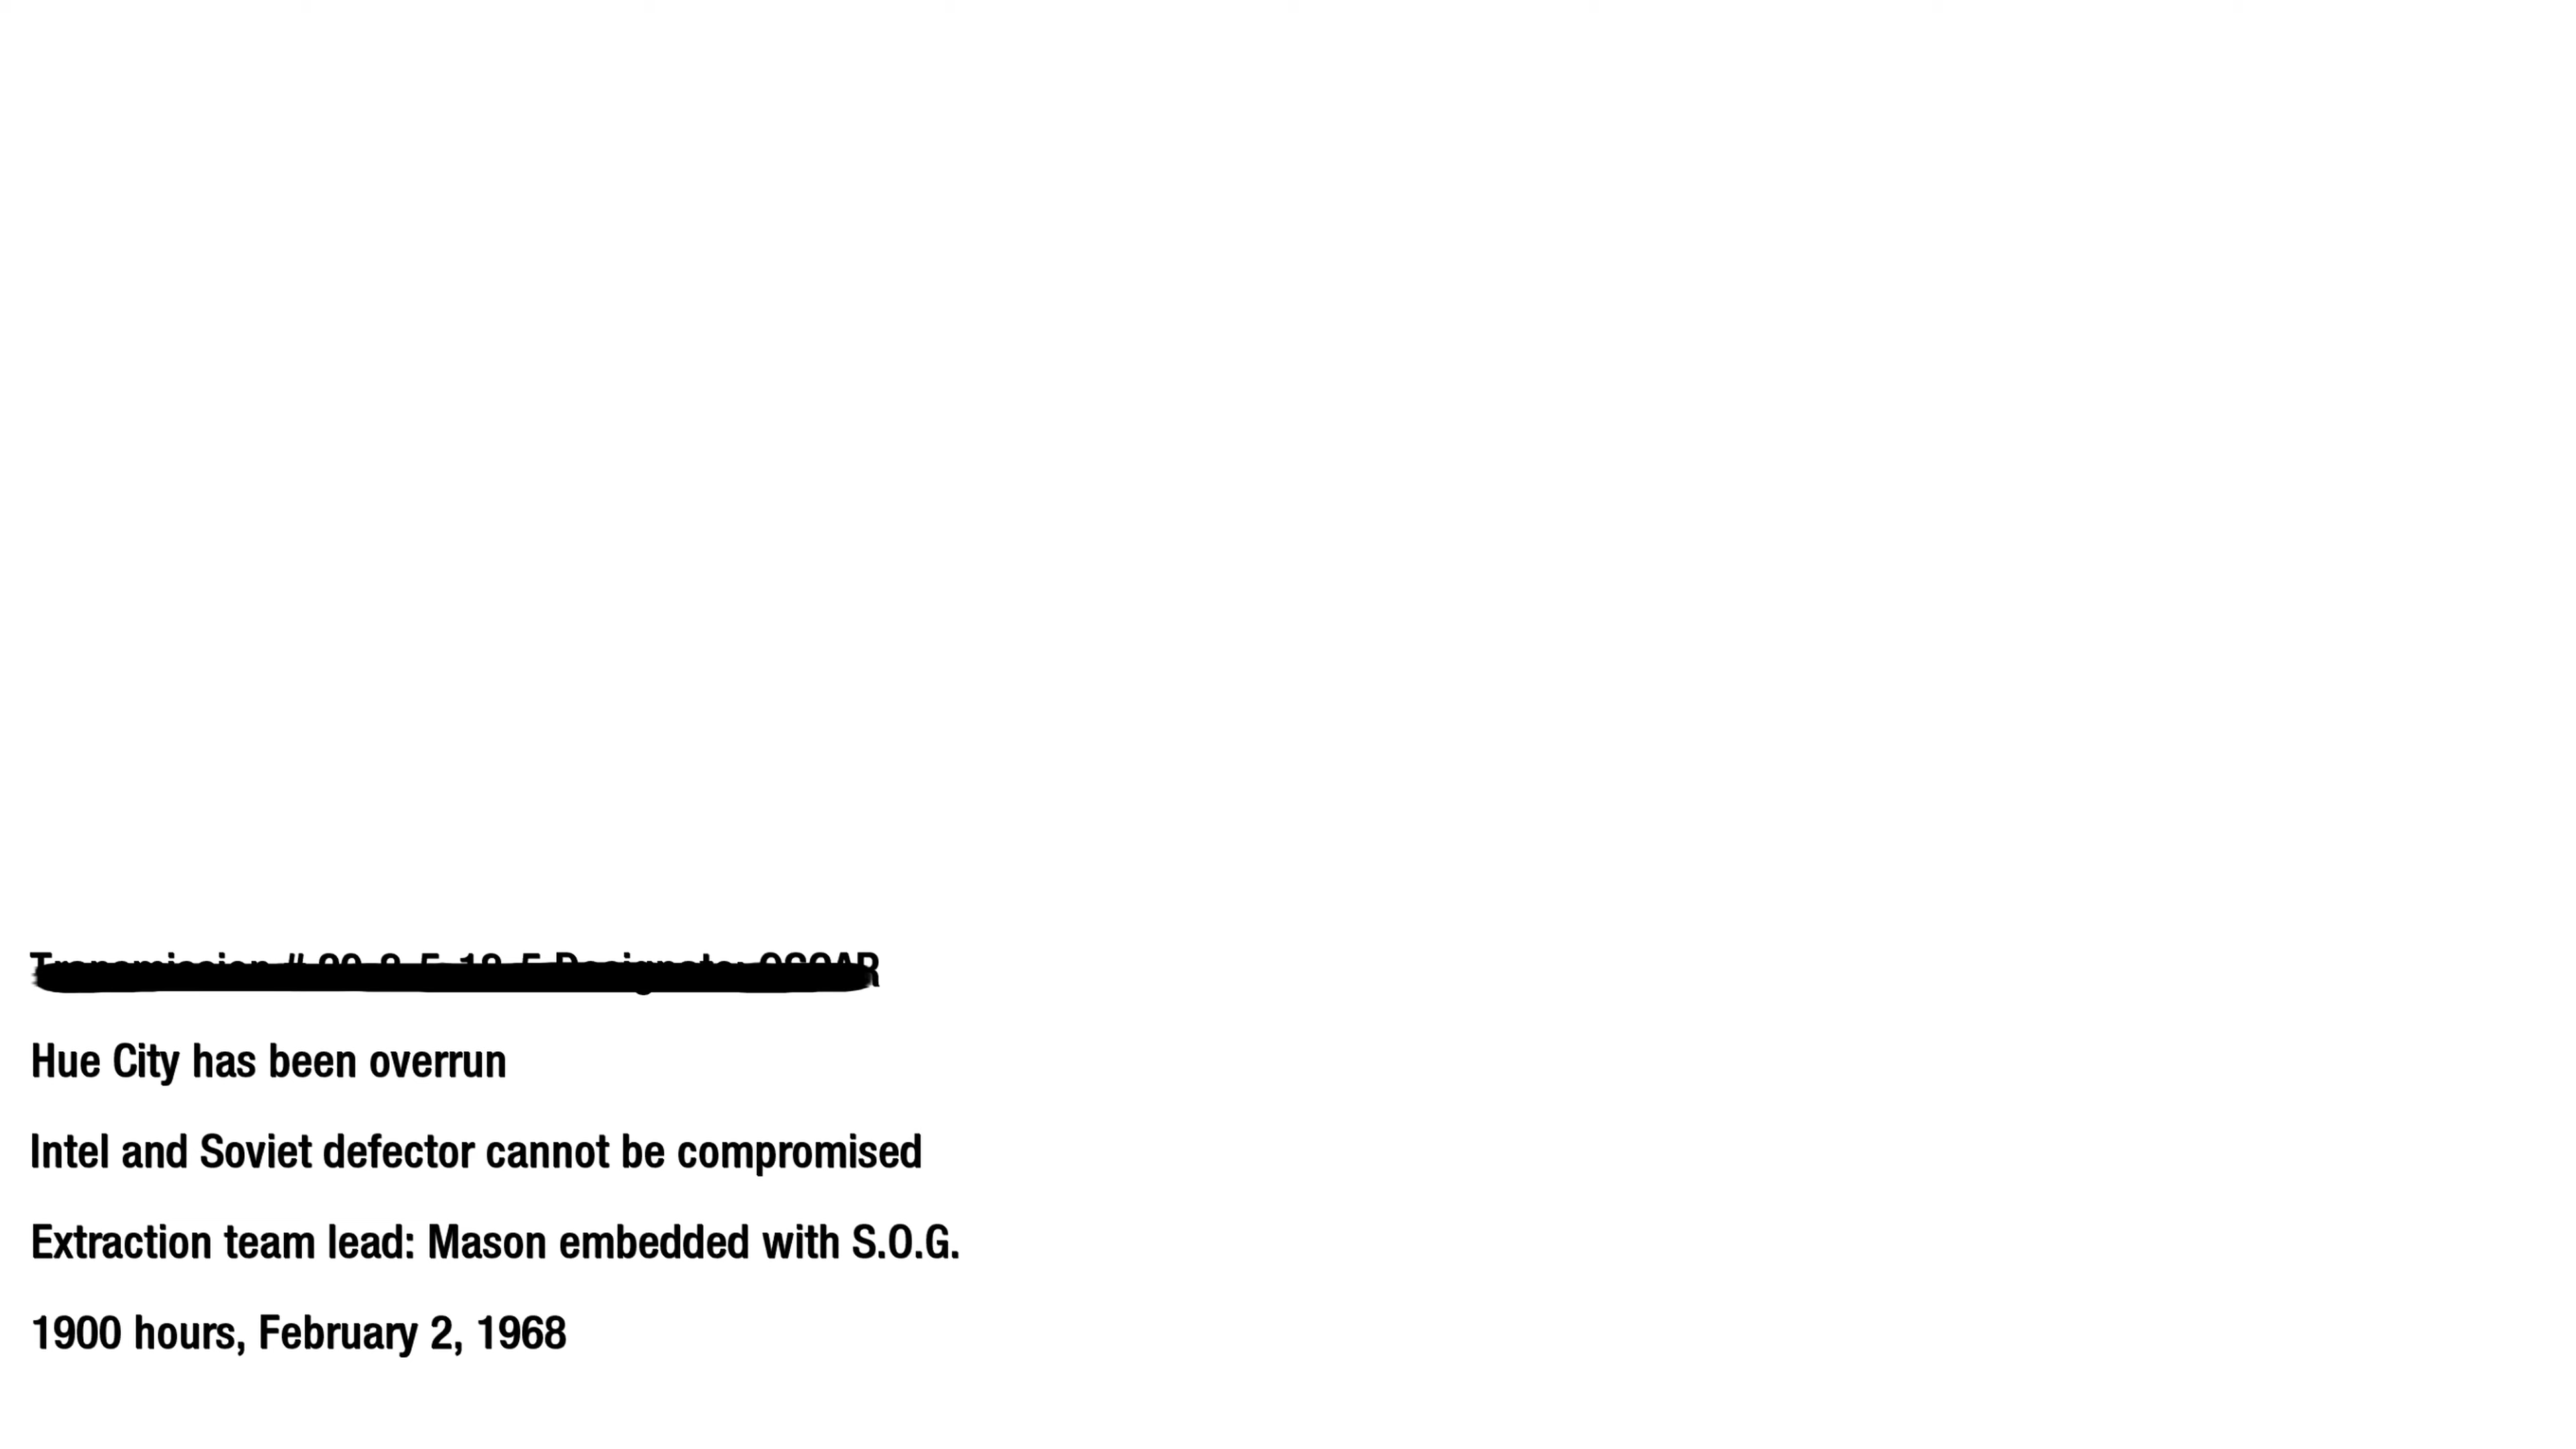 Hue City has been overrun
Intel and Soviet defector cannot be compromised
Extraction team lead: Mason embedded with S.O.G.
1900 hours, February 2, 1968